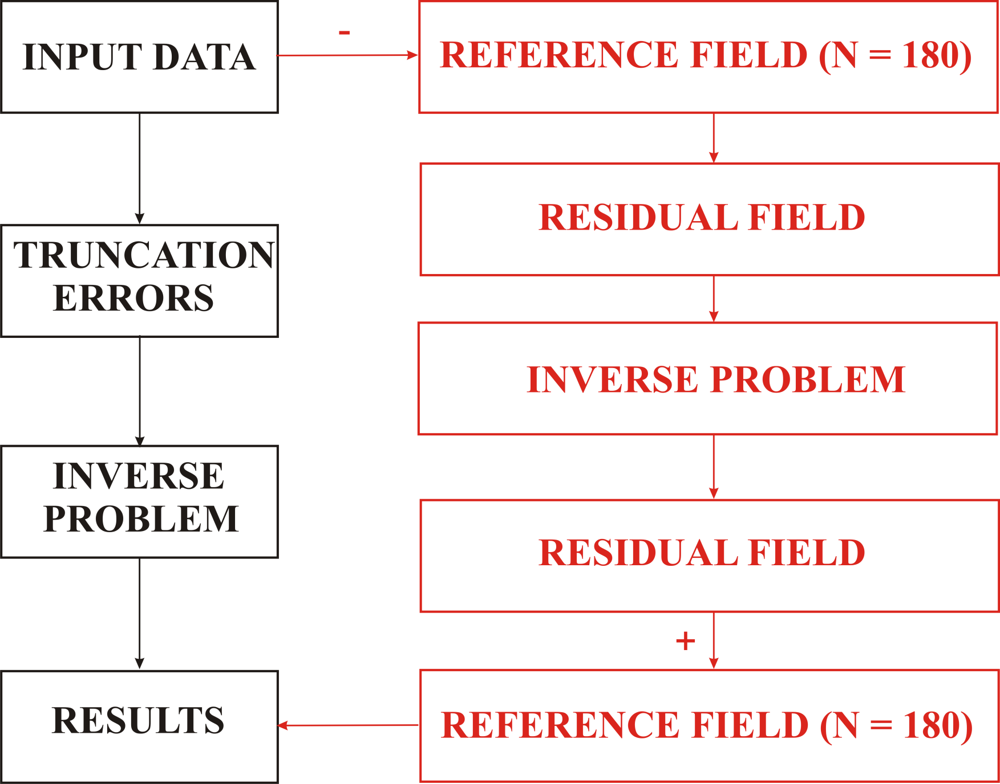 INPUT DATA
-
REFERENCE FIELD (N = 180)
RESIDUAL FIELD
TRUNCATION
ERRORS
INVERSE PROBLEM
INVERSE
PROBLEM
RESIDUAL FIELD
+
RESULTS
REFERENCE FIELD (N = 180)